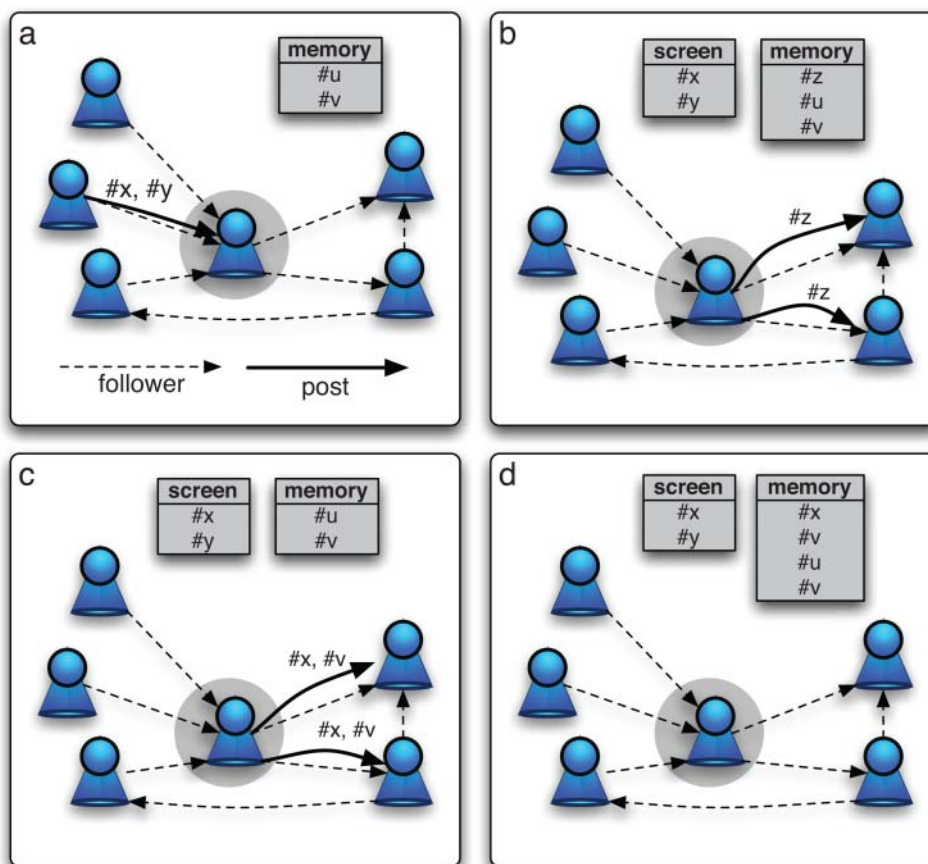 a
memory
#u
#v
#x, #y
follower
post
b
screen
#x
#y
memory
#z
#u
#v
#z
#z
c
screen
#x
#y
memory
#u
#v
#x, #v
#x, #v
d
screen
#x
#y
memory
#x
#v
#u
#v